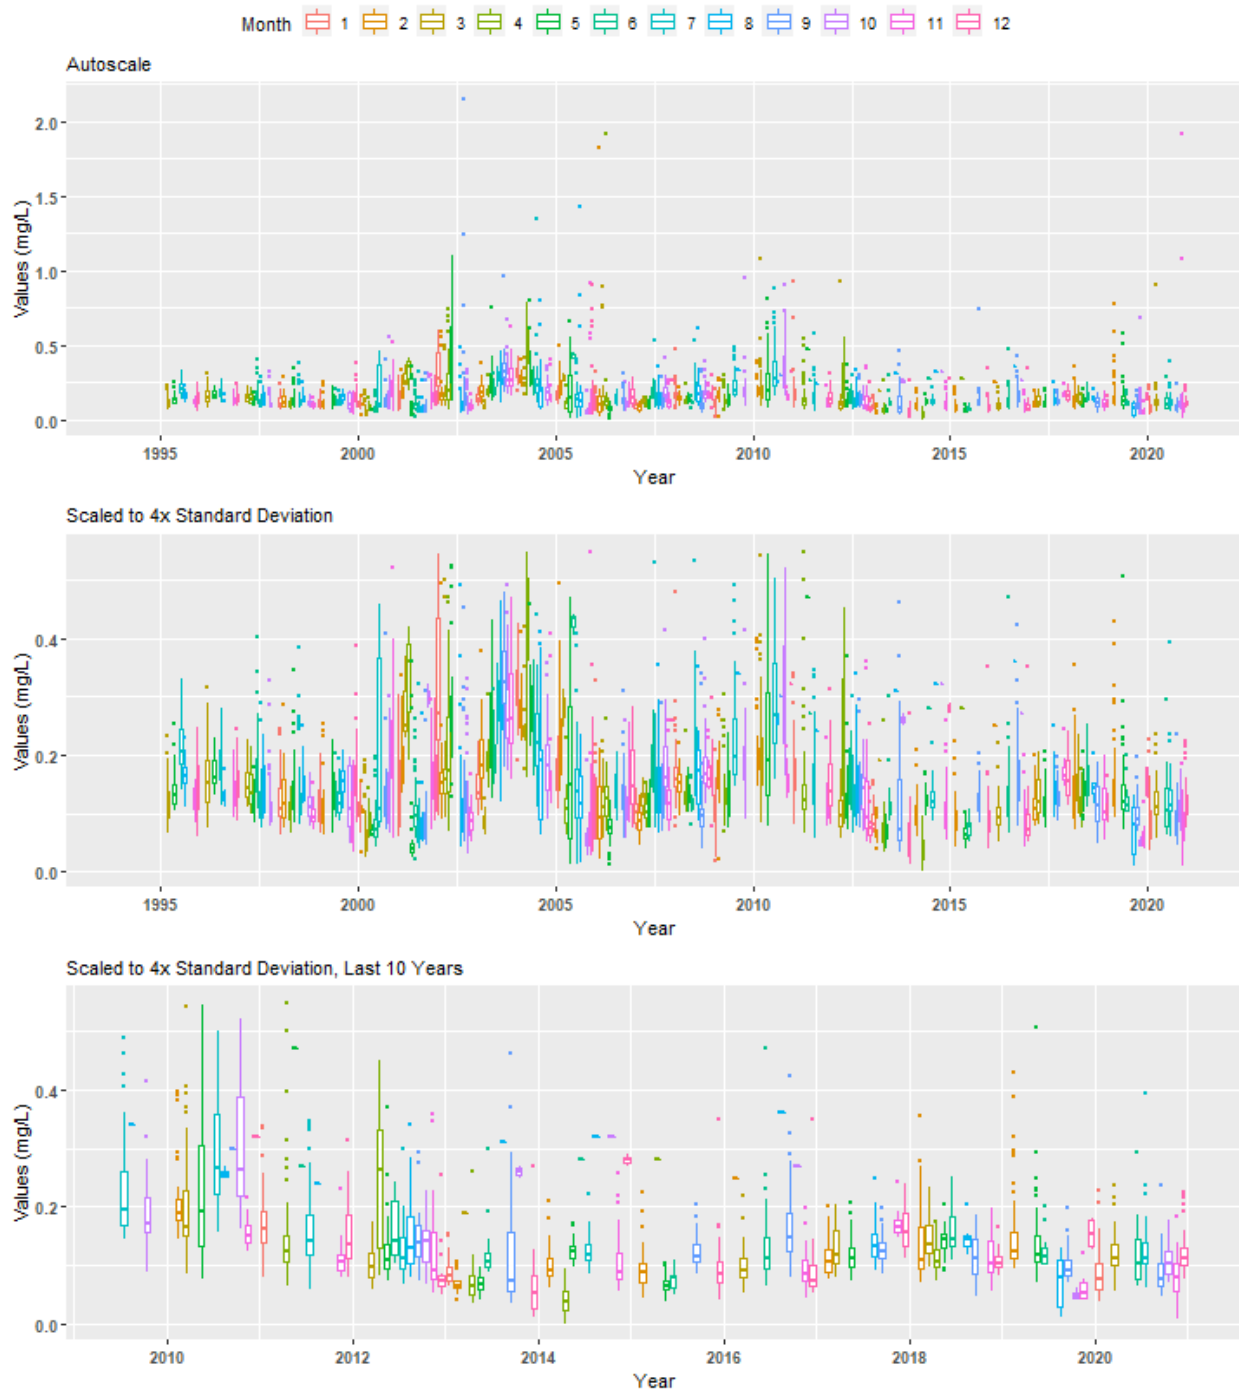 Month 1 2 3 4 5 6 7 8 9 10 11 12
Autoscale
Values (mg/L)
2.0
1.5
1.0
0.5
0.0
1995 2000 2005 2010 2015 2020
Year
Scaled to 4x Standard Deviation
Values (mg/L)
0.4
0.2
0.0
1995 2000 2005 2010 2015 2020
Year
Scaled to 4x Standard Deviation, Last 10 Years
Values (mg/L)
0.4
0.2
0.0
2010 2012 2014 2016 2018 2020
Year